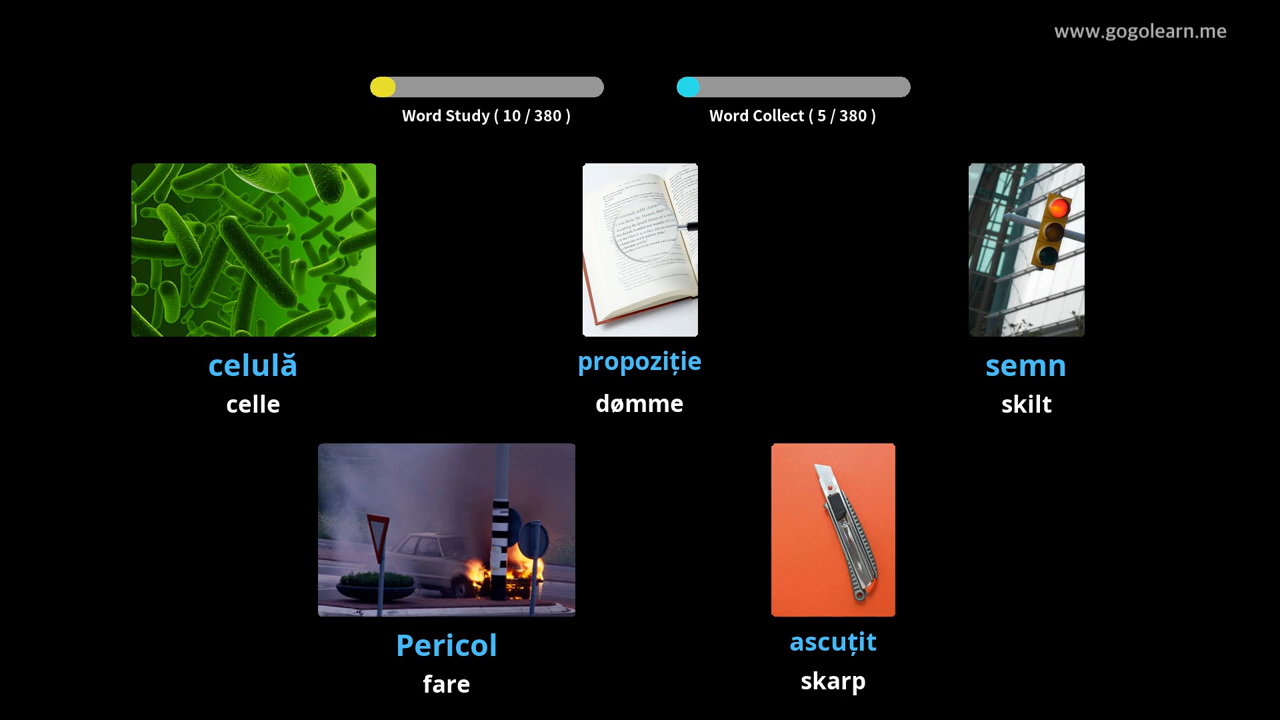 www.gogolearn.me
Word Study ( 10 / 380 )
Word Collect ( 5 / 380 )
celulă
celle
propoziție
dømme
semn
skilt
Pericol
fare
ascuțit
skarp